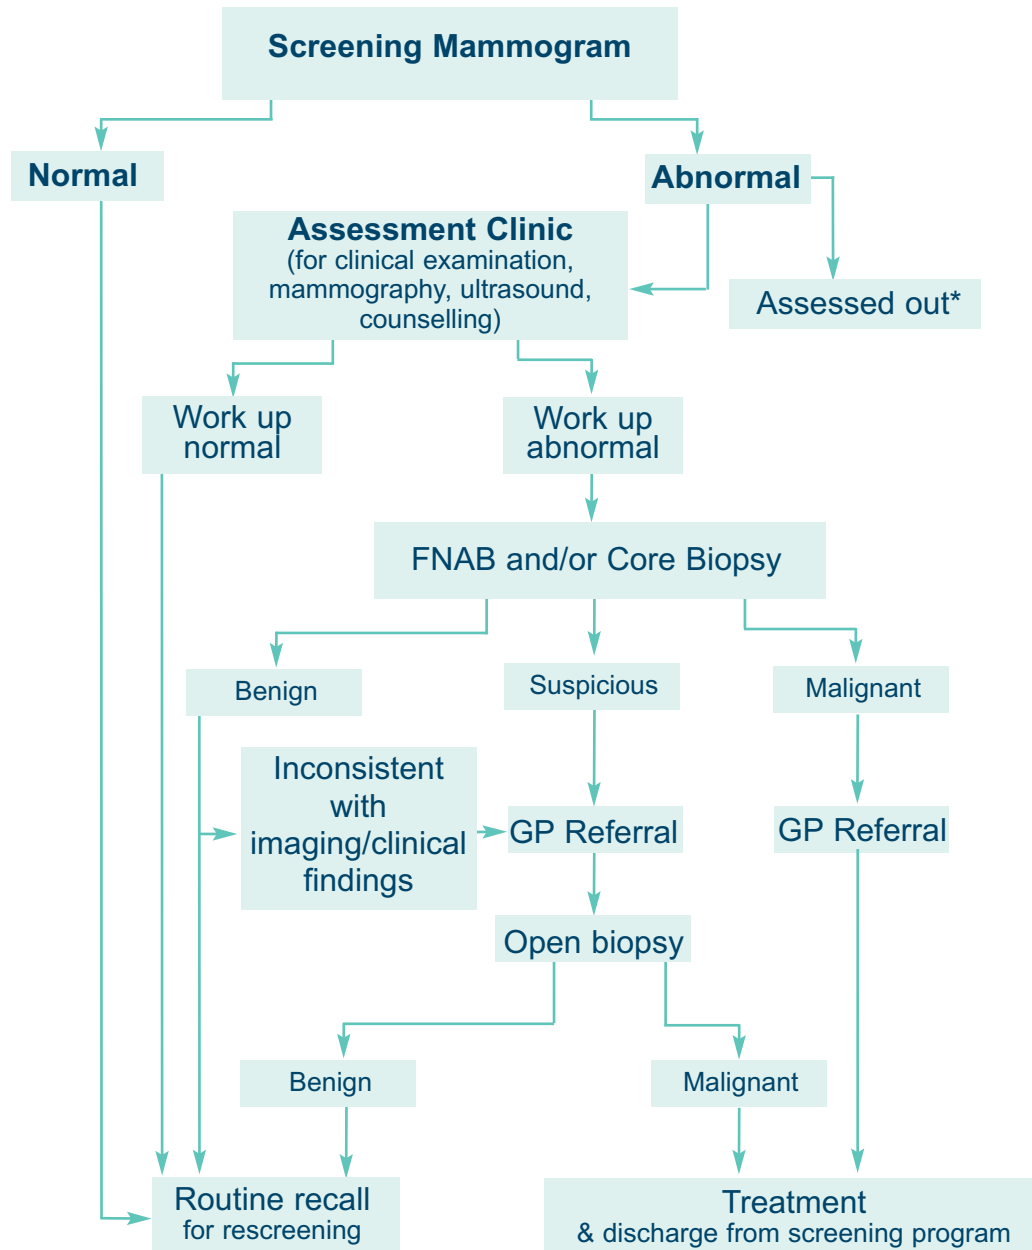 Screening Mammogram
Normal
Abnormal
Assessment Clinic
(for clinical examination,
mammography, ultrasound,
counselling)
Assessed out*
Work up
normal
Work up
abnormal
FNAB and/or Core Biopsy
Benign
Suspicious
Malignant
Inconsistent
with
imaging/clinical
findings
GP Referral
GP Referral
Open biopsy
Benign
Malignant
Routine recall
for rescreening
Treatment
& discharge from screening program